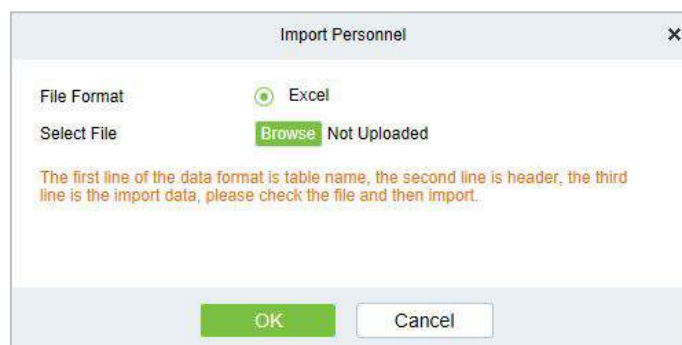 Import Personnel
File Format Excel
Select File Browse Not Uploaded
The first line of the data format is table name, the second line is header, the third
line is the import data, please check the file and then import.
OK Cancel